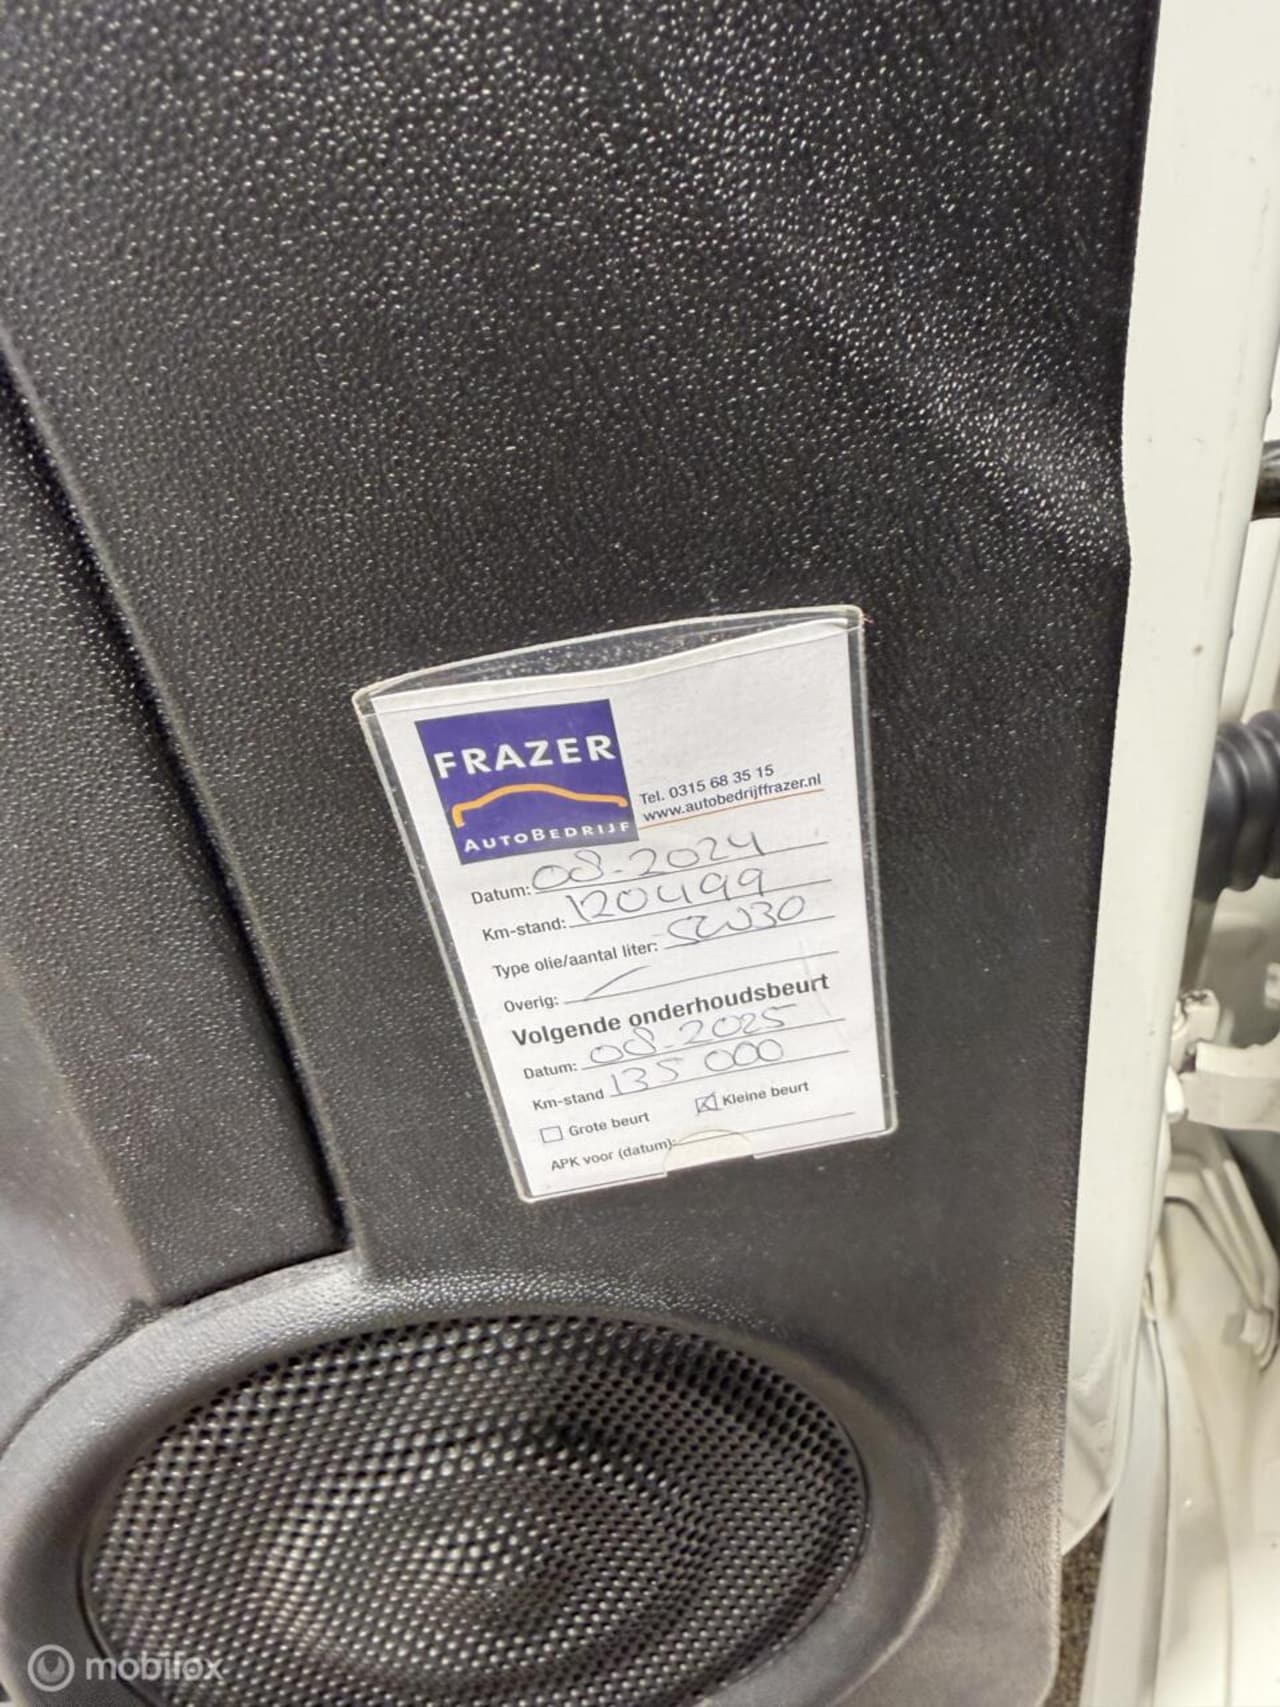 FRAZER
AUTOBEDRIJF
Tel. 0315 68 35 15
www.autobedrijffrazer.nl
Datum: 08-2024
Km-stand: 120499
Type olie/aantal liter: 5W30
Overig:
Volgende onderhoudsbeurt
Datum: 08-2025
Km-stand 135 000
Grote beurt Kleine beurt
APK voor (datum):
mobilox